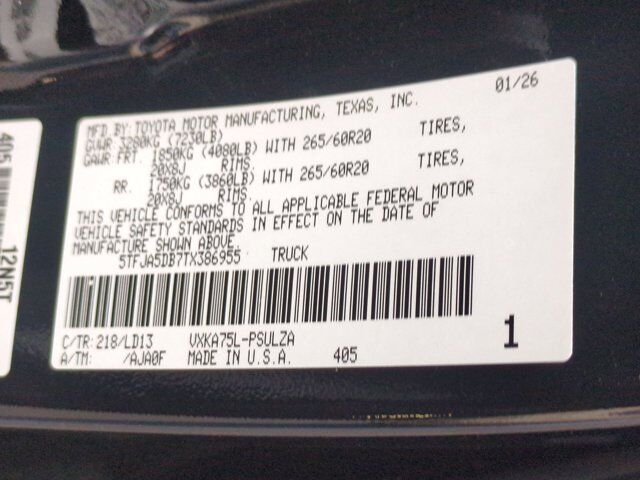 01/26
MFD BY: TOYOTA MOTOR MANUFACTURING, TEXAS, INC.
GVWR 3280KG (7230LB)
GAWR: FRT. 1850KG (4080LB) WITH 265/60R20 TIRES,
20X8J RIMS
RR. 1750KG (3860LB) WITH 265/60R20 TIRES,
20X8J RIMS
THIS VEHICLE CONFORMS TO ALL APPLICABLE FEDERAL MOTOR
VEHICLE SAFETY STANDARDS IN EFFECT ON THE DATE OF
MANUFACTURE SHOWN ABOVE.
5TFJA5DB7TX386955 TRUCK
C/TR: 218/LD13 VXKA75L-PSULZA
A/TM: /AJA0F MADE IN U.S.A. 405
1
405
12N5T